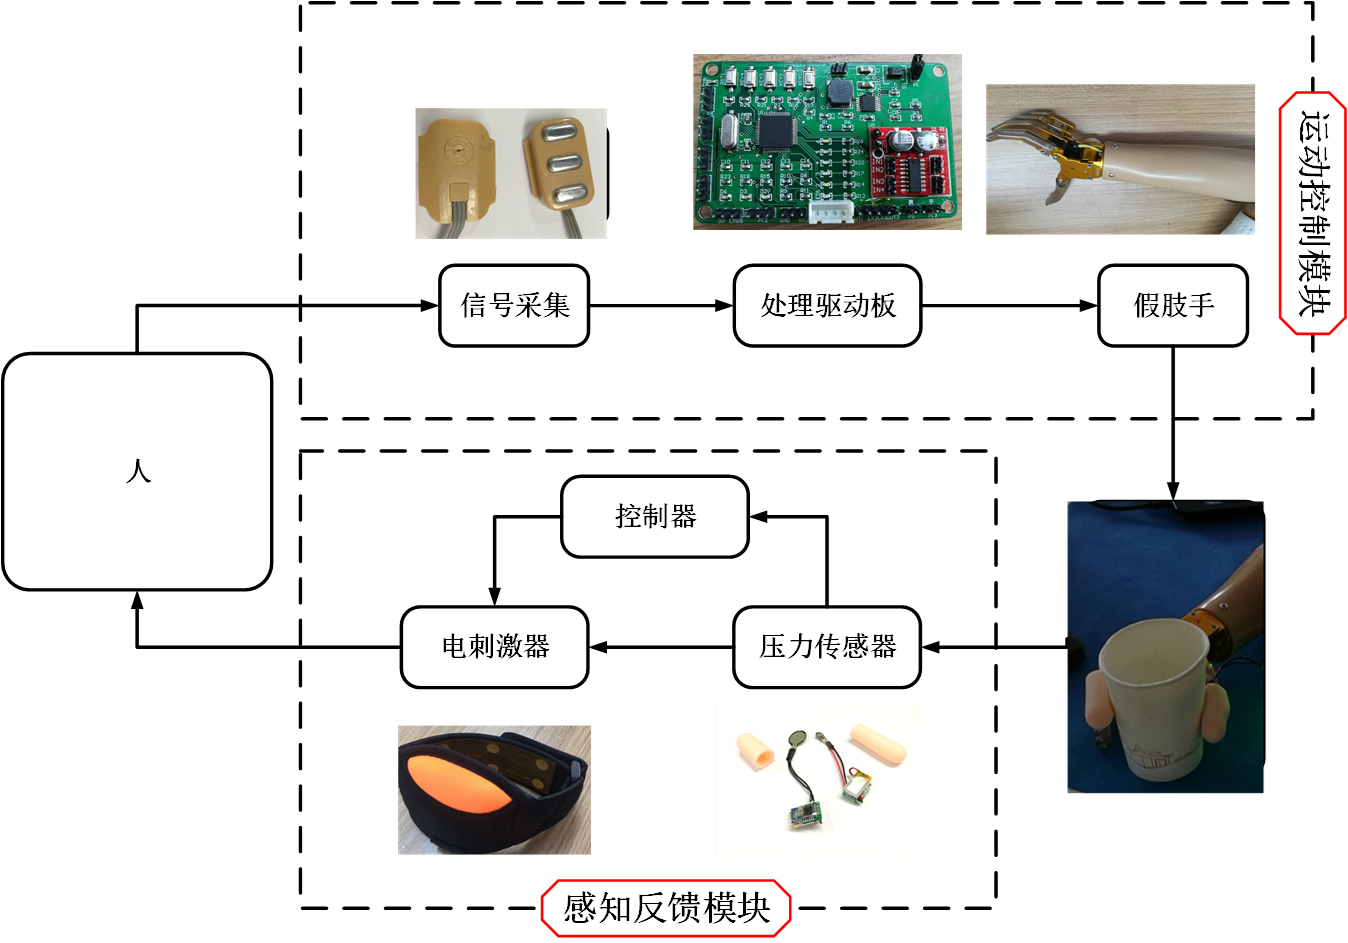 运动控制模块
信号采集
处理驱动板
假肢手
人
控制器
电刺激器
压力传感器
感知反馈模块